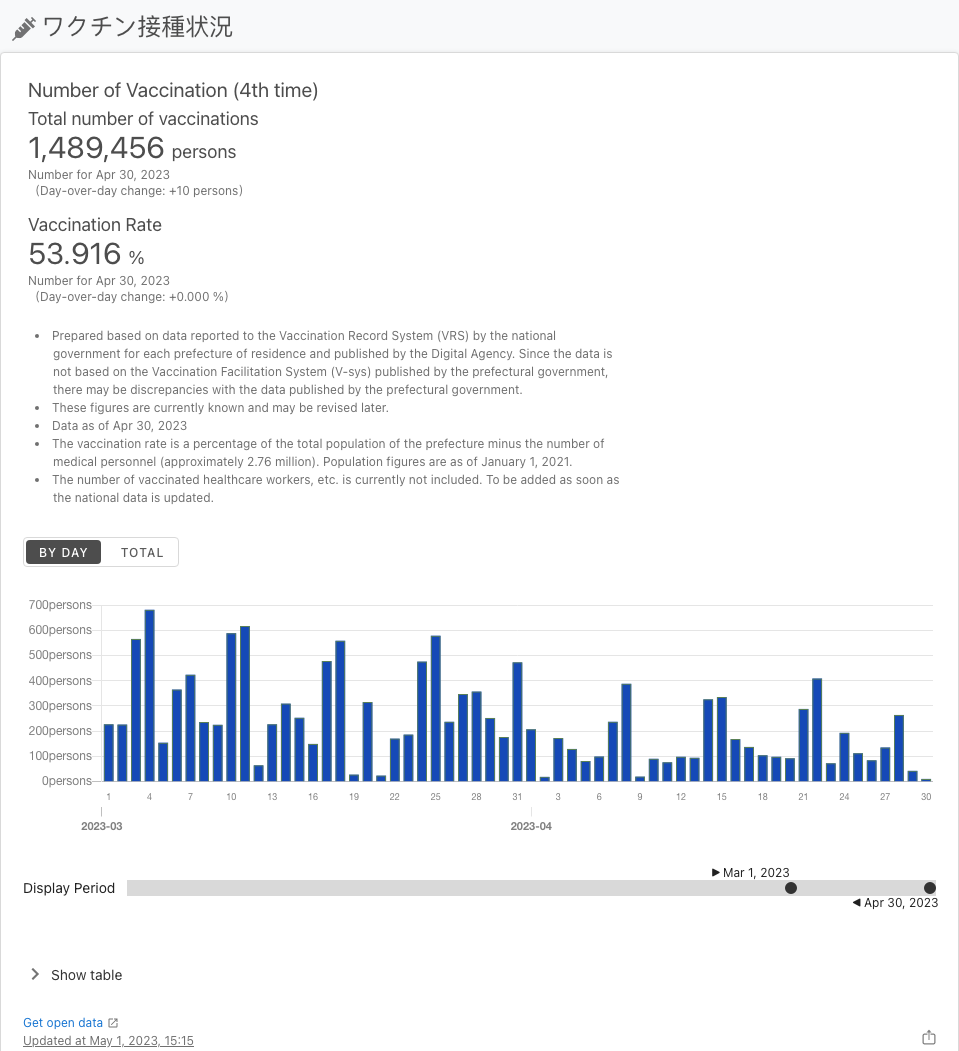 ワクチン接種状況
Number of Vaccination (4th time)
Total number of vaccinations
1,489,456 persons
Number for Apr 30, 2023
(Day-over-day change: +10 persons)
Vaccination Rate
53.916 %
Number for Apr 30, 2023
(Day-over-day change: +0.000 %)
• Prepared based on data reported to the Vaccination Record System (VRS) by the national
government for each prefecture of residence and published by the Digital Agency. Since the data is
not based on the Vaccination Facilitation System (V-sys) published by the prefectural government,
there may be discrepancies with the data published by the prefectural government.
• These figures are currently known and may be revised later.
• Data as of Apr 30, 2023
• The vaccination rate is a percentage of the total population of the prefecture minus the number of
medical personnel (approximately 2.76 million). Population figures are as of January 1, 2021.
• The number of vaccinated healthcare workers, etc. is currently not included. To be added as soon as
the national data is updated.
BY DAY TOTAL
700persons
600persons
500persons
400persons
300persons
200persons
100persons
0persons
1 4 7 10 13 16 19 22 25 28 31 3 6 9 12 15 18 21 24 27 30
2023-03 2023-04
▶ Mar 1, 2023
Display Period
◀ Apr 30, 2023
Show table
Get open data
Updated at May 1, 2023, 15:15